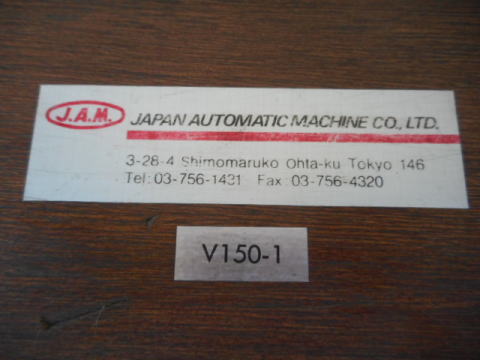 J.A.M. JAPAN AUTOMATIC MACHINE CO., LTD.
3-28-4 Shimomaruko Ohta-ku Tokyo 146
Tel: 03-756-1431 Fax 03-756-4320
V150-1